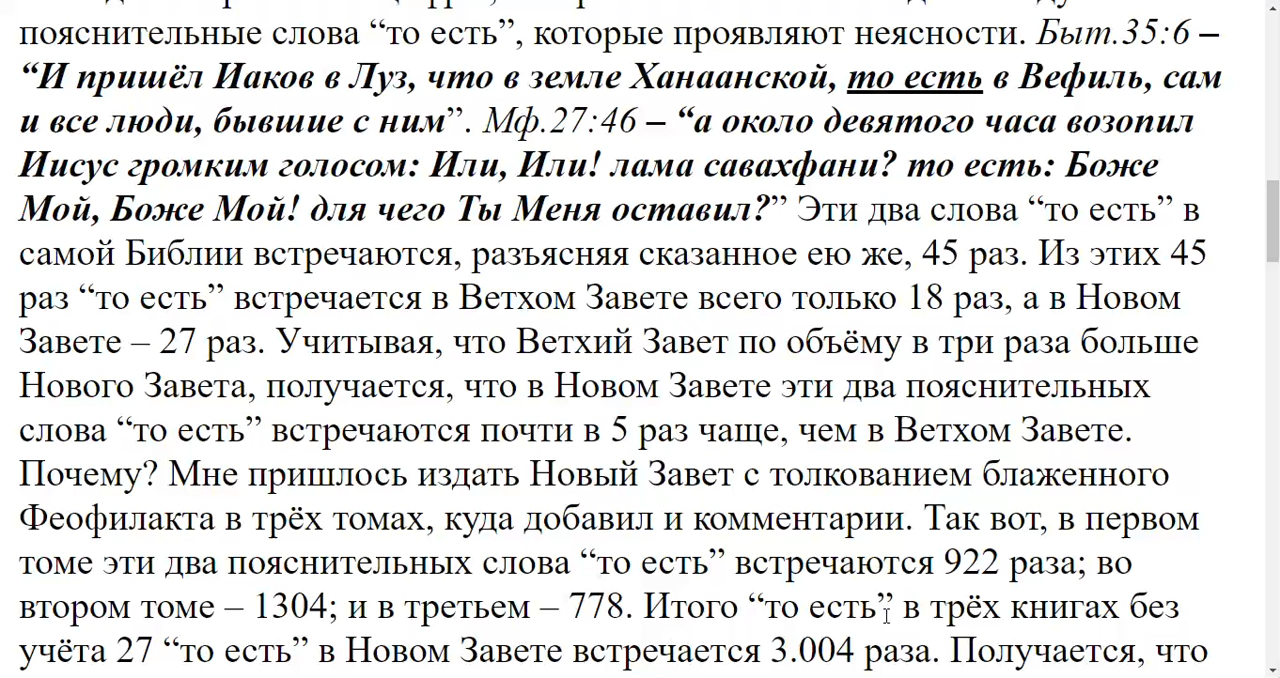 пояснительные слова “то есть”, которые проявляют неясности. Быт.35:6 –
“И пришёл Иаков в Луз, что в земле Ханаанской, то есть в Вефиль, сам
и все люди, бывшие с ним”. Мф.27:46 – “а около девятого часа возопил
Иисус громким голосом: Или, Или! лама савахфани? то есть: Боже
Мой, Боже Мой! для чего Ты Меня оставил?” Эти два слова “то есть” в
самой Библии встречаются, разъясняя сказанное ею же, 45 раз. Из этих 45
раз “то есть” встречается в Ветхом Завете всего только 18 раз, а в Новом
Завете – 27 раз. Учитывая, что Ветхий Завет по объёму в три раза больше
Нового Завета, получается, что в Новом Завете эти два пояснительных
слова “то есть” встречаются почти в 5 раз чаще, чем в Ветхом Завете.
Почему? Мне пришлось издать Новый Завет с толкованием блаженного
Феофилакта в трёх томах, куда добавил и комментарии. Так вот, в первом
томе эти два пояснительных слова “то есть” встречаются 922 раза; во
втором томе – 1304; и в третьем – 778. Итого “то есть” в трёх книгах без
учёта 27 “то есть” в Новом Завете встречается 3.004 раза. Получается, что